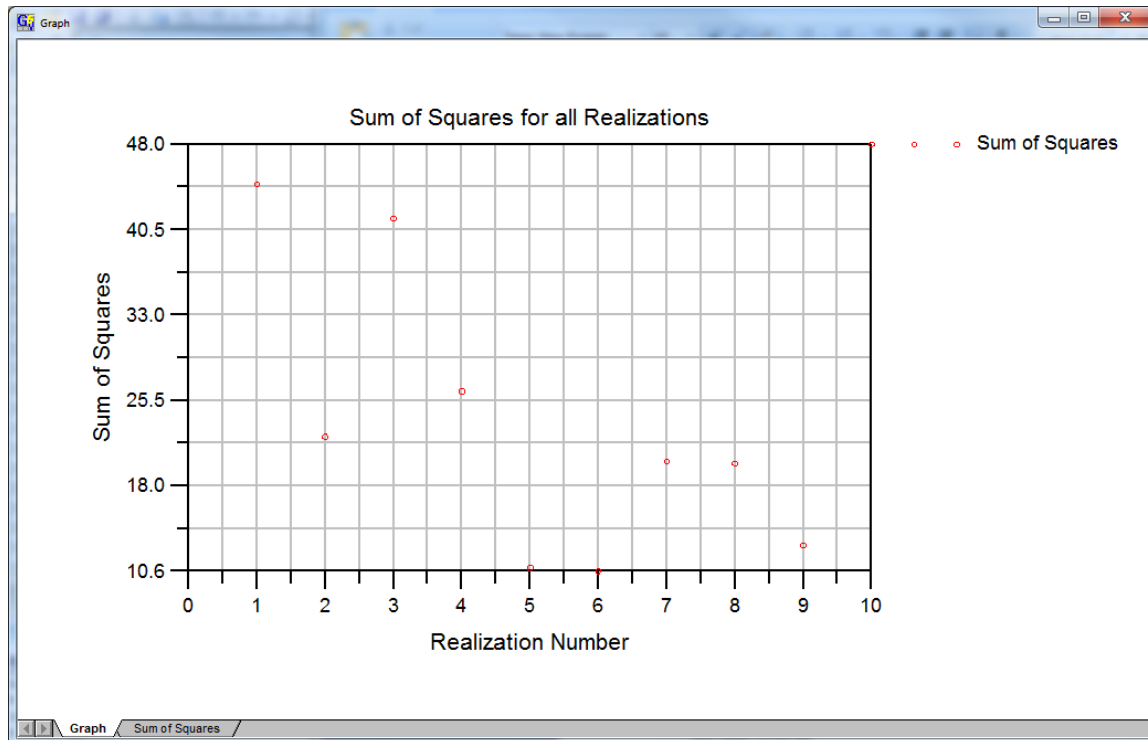 Graph
Sum of Squares for all Realizations
48.0
40.5
33.0
25.5
18.0
10.6
Sum of Squares
0 1 2 3 4 5 6 7 8 9 10
Realization Number
Sum of Squares
Graph Sum of Squares